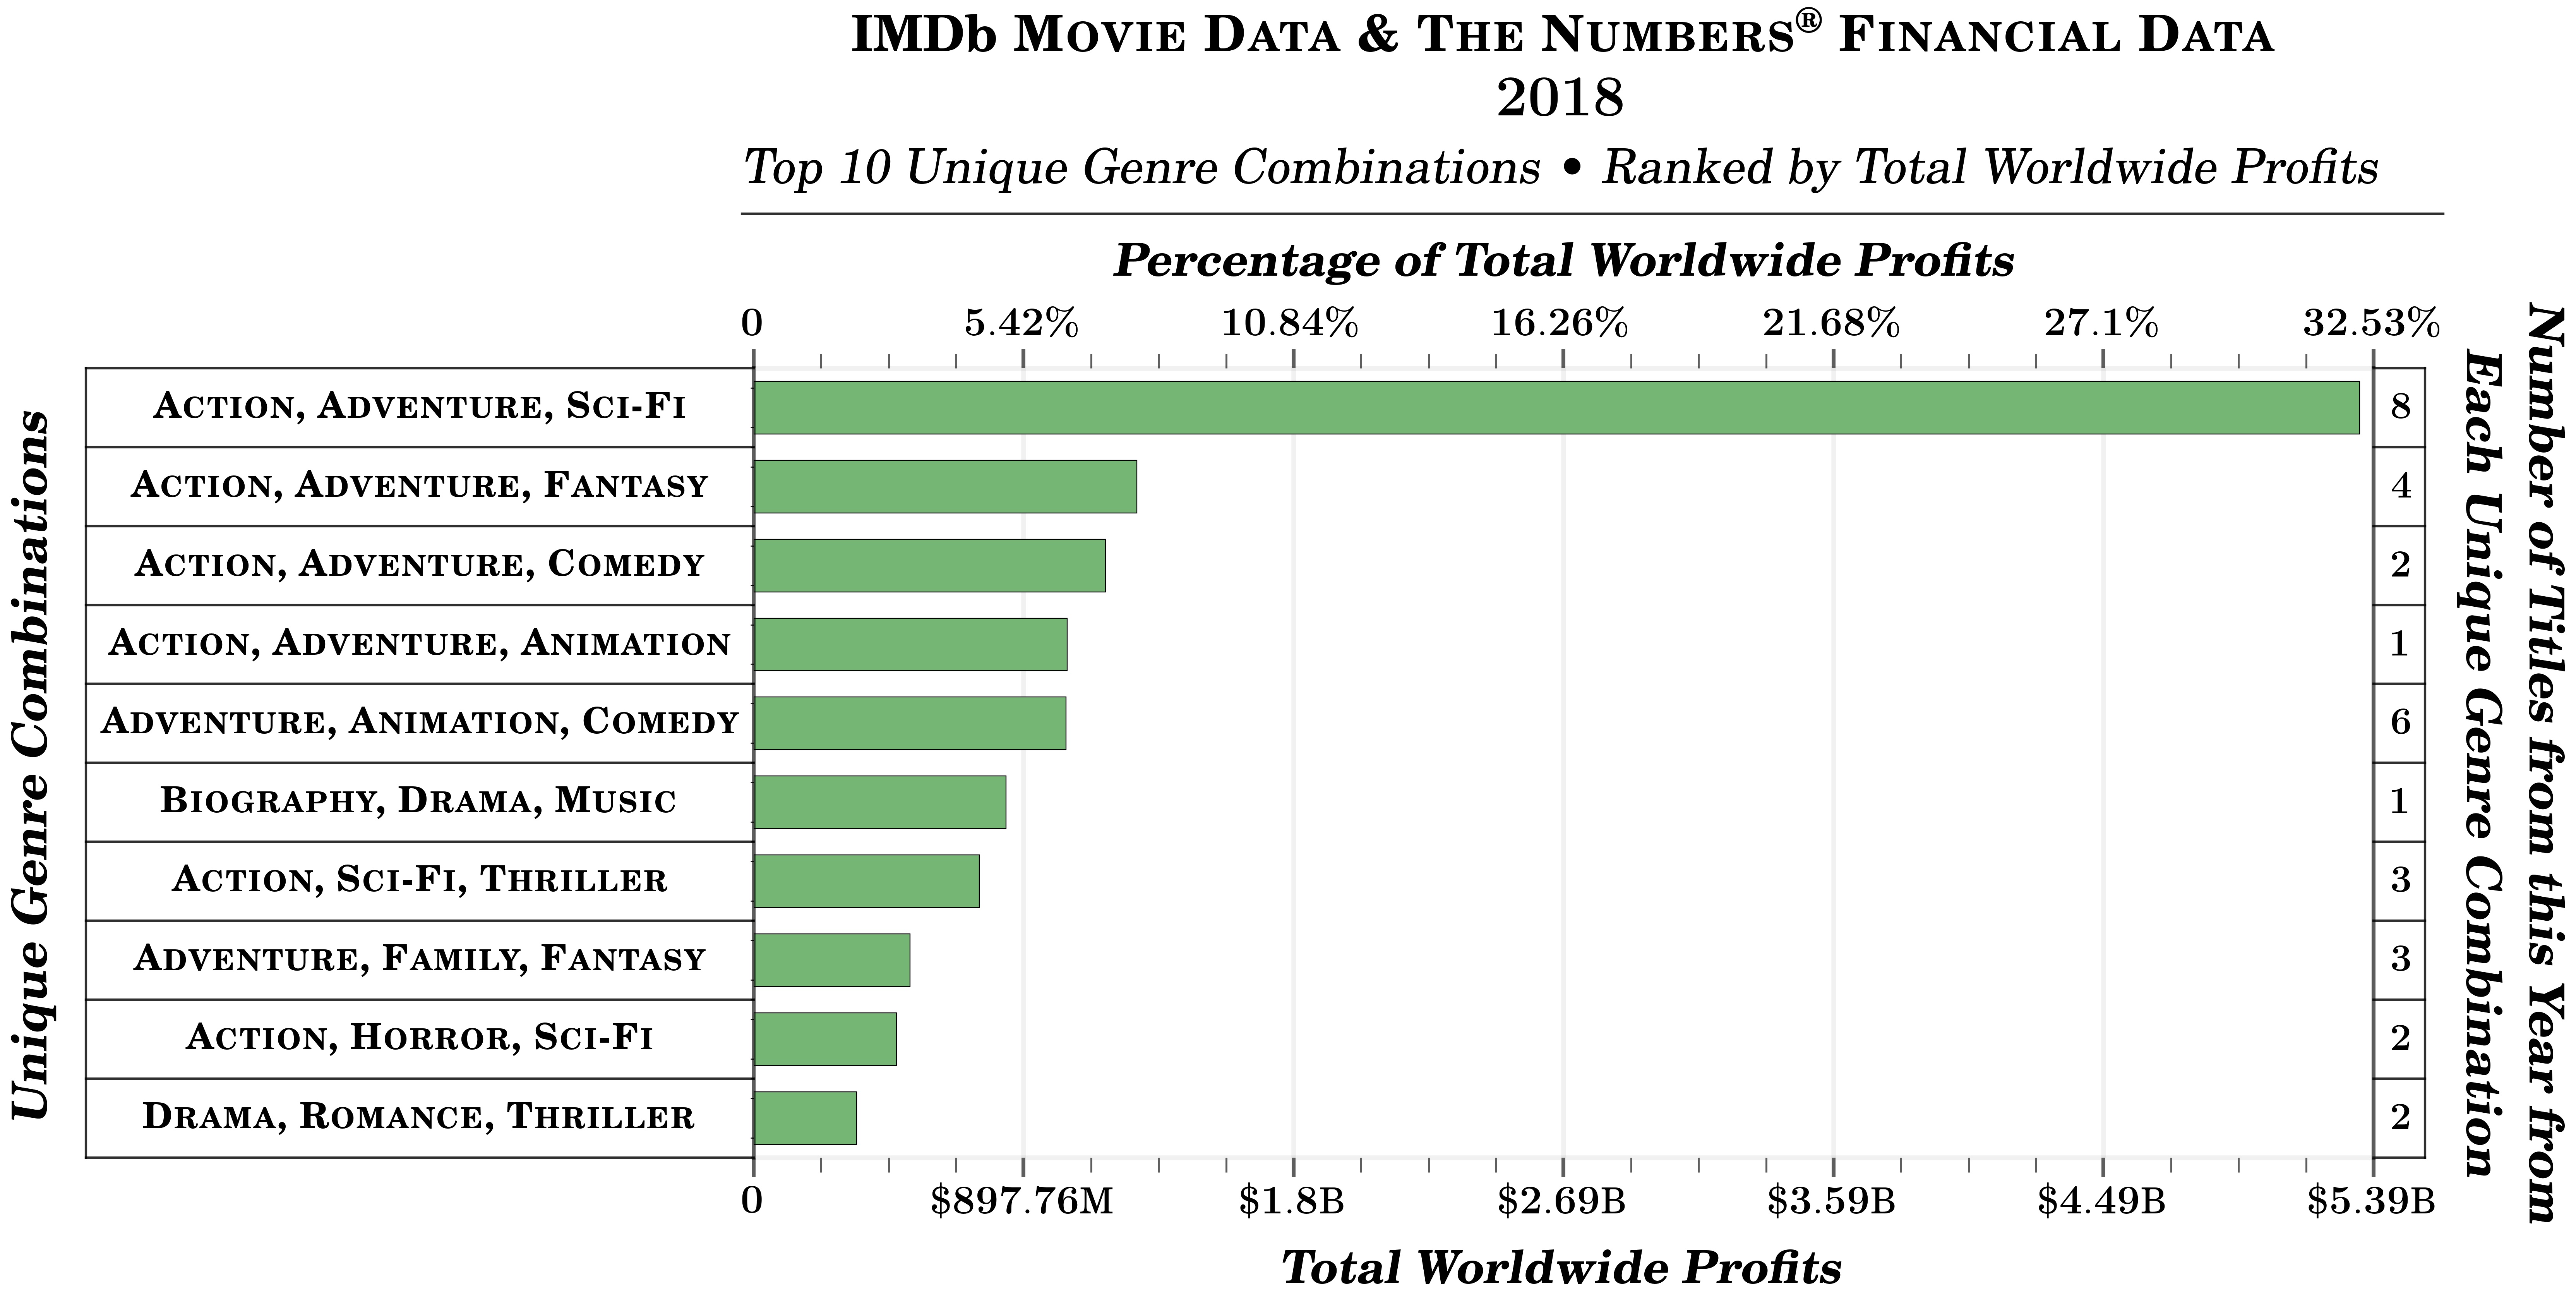 IMDb Movie Data & The Numbers® Financial Data
2018
Top 10 Unique Genre Combinations • Ranked by Total Worldwide Profits
Percentage of Total Worldwide Profits
0 5.42% 10.84% 16.26% 21.68% 27.1% 32.53%
Unique Genre Combinations
Action, Adventure, Sci-Fi 8
Action, Adventure, Fantasy 4
Action, Adventure, Comedy 2
Action, Adventure, Animation 1
Adventure, Animation, Comedy 6
Biography, Drama, Music 1
Action, Sci-Fi, Thriller 3
Adventure, Family, Fantasy 3
Action, Horror, Sci-Fi 2
Drama, Romance, Thriller 2
Number of Titles from this Year from
Each Unique Genre Combination
0 $897.76M $1.8B $2.69B $3.59B $4.49B $5.39B
Total Worldwide Profits